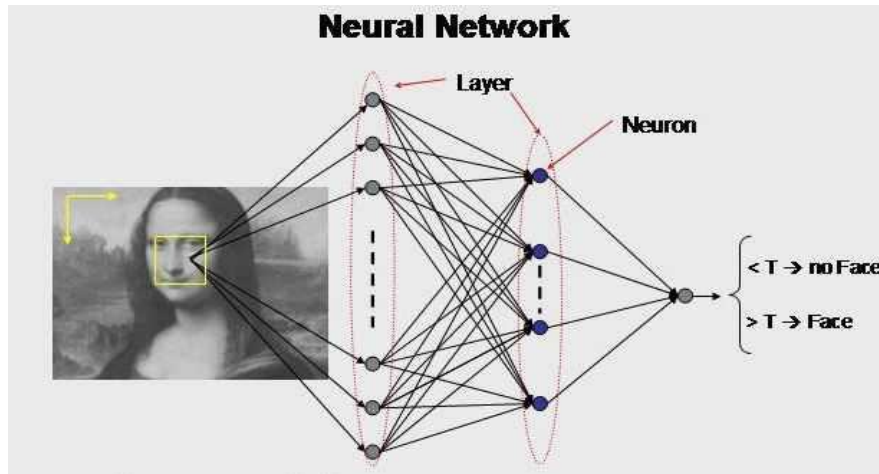 Neural Network
Layer
Neuron
< T → no Face
> T → Face